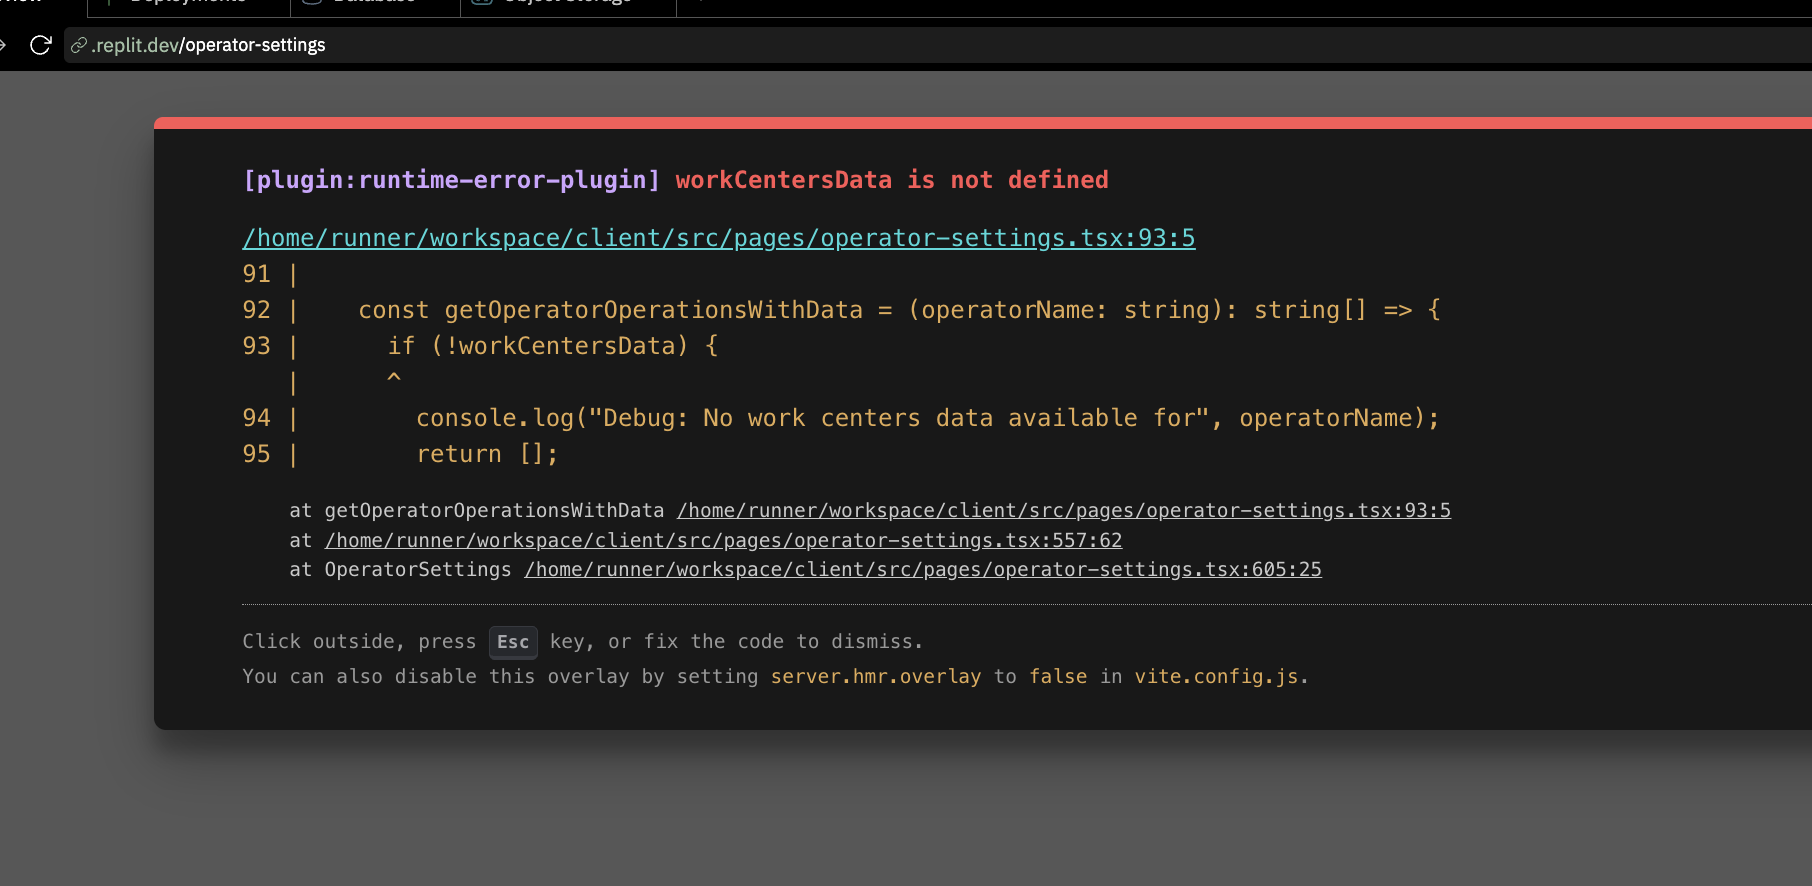 .replit.dev/operator-settings
[plugin:runtime-error-plugin] workCentersData is not defined
/home/runner/workspace/client/src/pages/operator-settings.tsx:93:5
91 |
92 |    const getOperatorOperationsWithData = (operatorName: string): string[] => {
93 |      if (!workCentersData) {
   |      ^
94 |        console.log("Debug: No work centers data available for", operatorName);
95 |        return [];
at getOperatorOperationsWithData /home/runner/workspace/client/src/pages/operator-settings.tsx:93:5
at /home/runner/workspace/client/src/pages/operator-settings.tsx:557:62
at OperatorSettings /home/runner/workspace/client/src/pages/operator-settings.tsx:605:25
Click outside, press Esc key, or fix the code to dismiss.
You can also disable this overlay by setting server.hmr.overlay to false in vite.config.js.